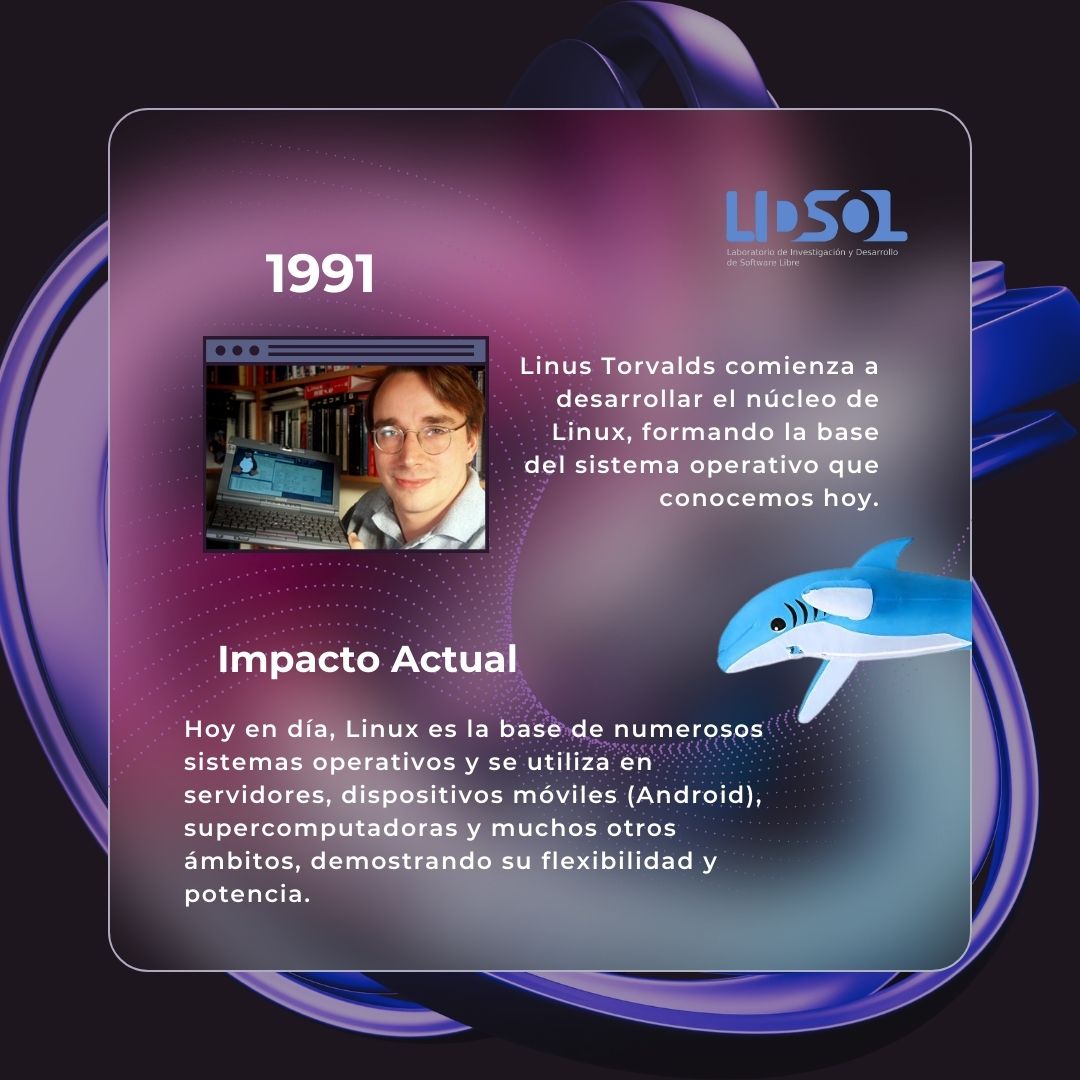 LIDSOL
Laboratorio de Investigación y Desarrollo
de Software Libre
1991
Linus Torvalds comienza a
desarrollar el núcleo de
Linux, formando la base
del sistema operativo que
conocemos hoy.
Impacto Actual
Hoy en día, Linux es la base de numerosos
sistemas operativos y se utiliza en
servidores, dispositivos móviles (Android),
supercomputadoras y muchos otros
ámbitos, demostrando su flexibilidad y
potencia.